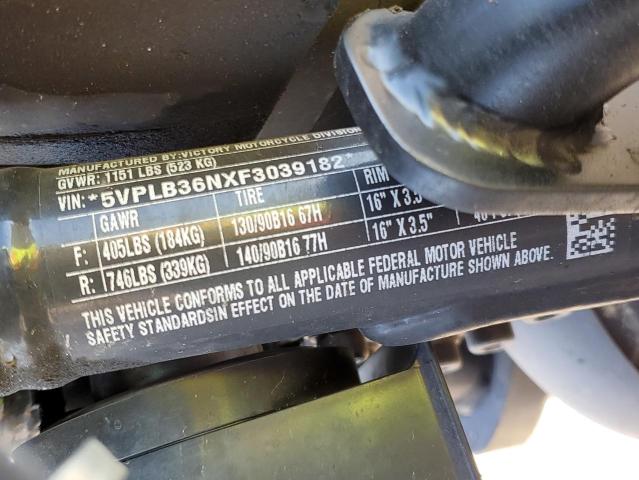 MANUFACTURED BY:VICTORY MOTORCYCLE DIVISION
GVWR: 1151 LBS (523 KG)
VIN: *5VPLB36NXF3039182*
GAWR TIRE RIM
F: 405LBS (184KG) 130/90B16 67H 16" X 3.5"
R: 746LBS (339KG) 140/90B16 77H 16" X 3.5"
THIS VEHICLE CONFORMS TO ALL APPLICABLE FEDERAL MOTOR VEHICLE
SAFETY STANDARDSIN EFFECT ON THE DATE OF MANUFACTURE SHOWN ABOVE.